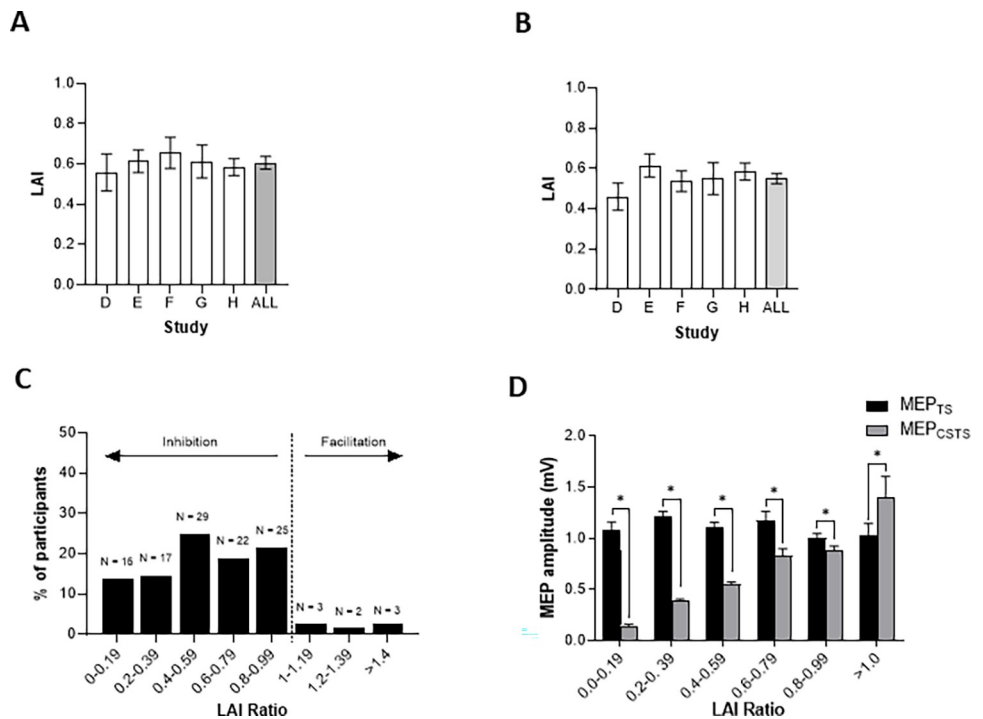 A
LAI
1.0
0.8
0.6
0.4
0.2
0.0
D E F G H ALL
Study
B
LAI
1.0
0.8
0.6
0.4
0.2
0.0
D E F G H ALL
Study
C
% of participants
50
40
30
20
10
0
Inhibition Facilitation
N = 16 N = 17 N = 29 N = 22 N = 25 N = 3 N = 2 N = 3
0-0.19 0.2-0.39 0.4-0.59 0.6-0.79 0.8-0.99 1-1.19 1.2-1.39 >1.4
LAI Ratio
D
MEPTS
MEPCSTS
MEP amplitude (mV)
2.0
1.5
1.0
0.5
0.0
* * * * * *
0.0-0.19 0.2-0.39 0.4-0.59 0.6-0.79 0.8-0.99 >1.0
LAI Ratio